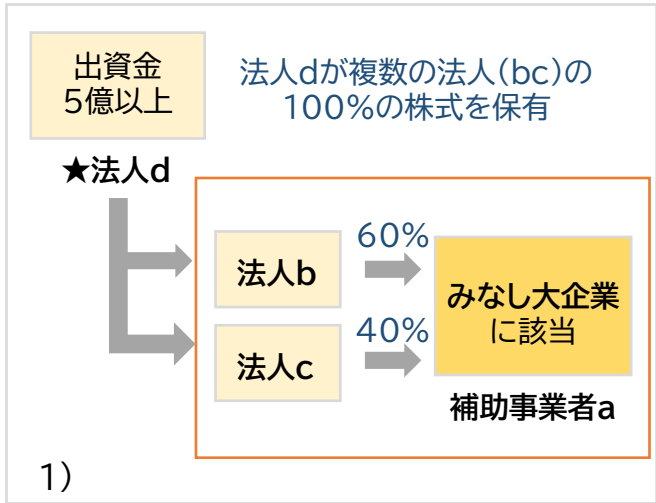 出資金
5億以上
法人dが複数の法人(bc)の
100%の株式を保有
★法人d
法人b
60%
法人c
40%
みなし大企業
に該当
補助事業者a
1)